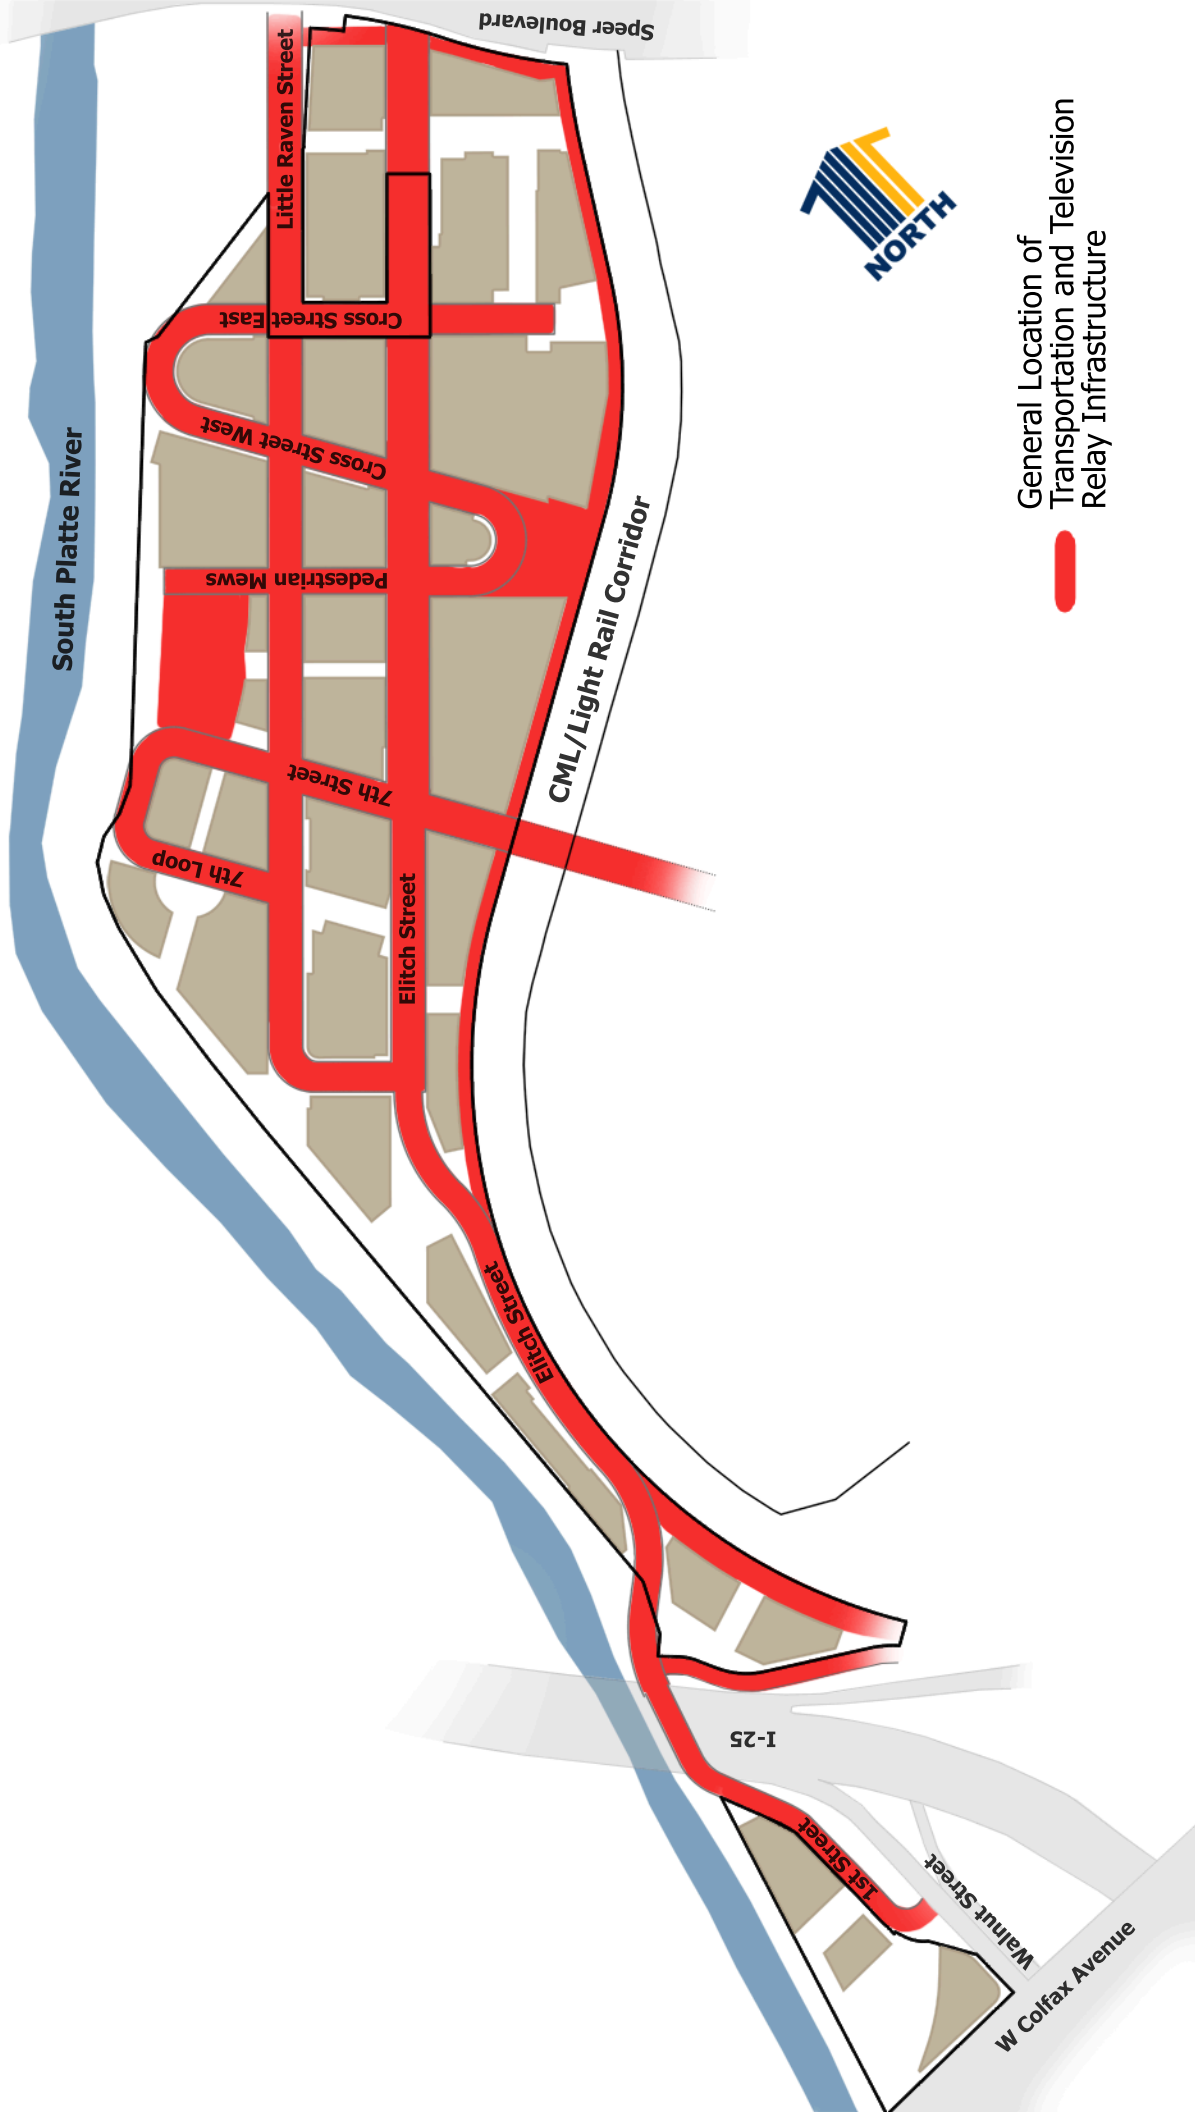 Speer Boulevard
Little Raven Street
Cross Street East
Cross Street West
South Platte River
Pedestrian Mews
CML/Light Rail Corridor
7th Street
7th Loop
Elitch Street
Elitch Street
I-25
1st Street
Walnut Street
W Colfax Avenue
NORTH
General Location of
Transportation and Television
Relay Infrastructure